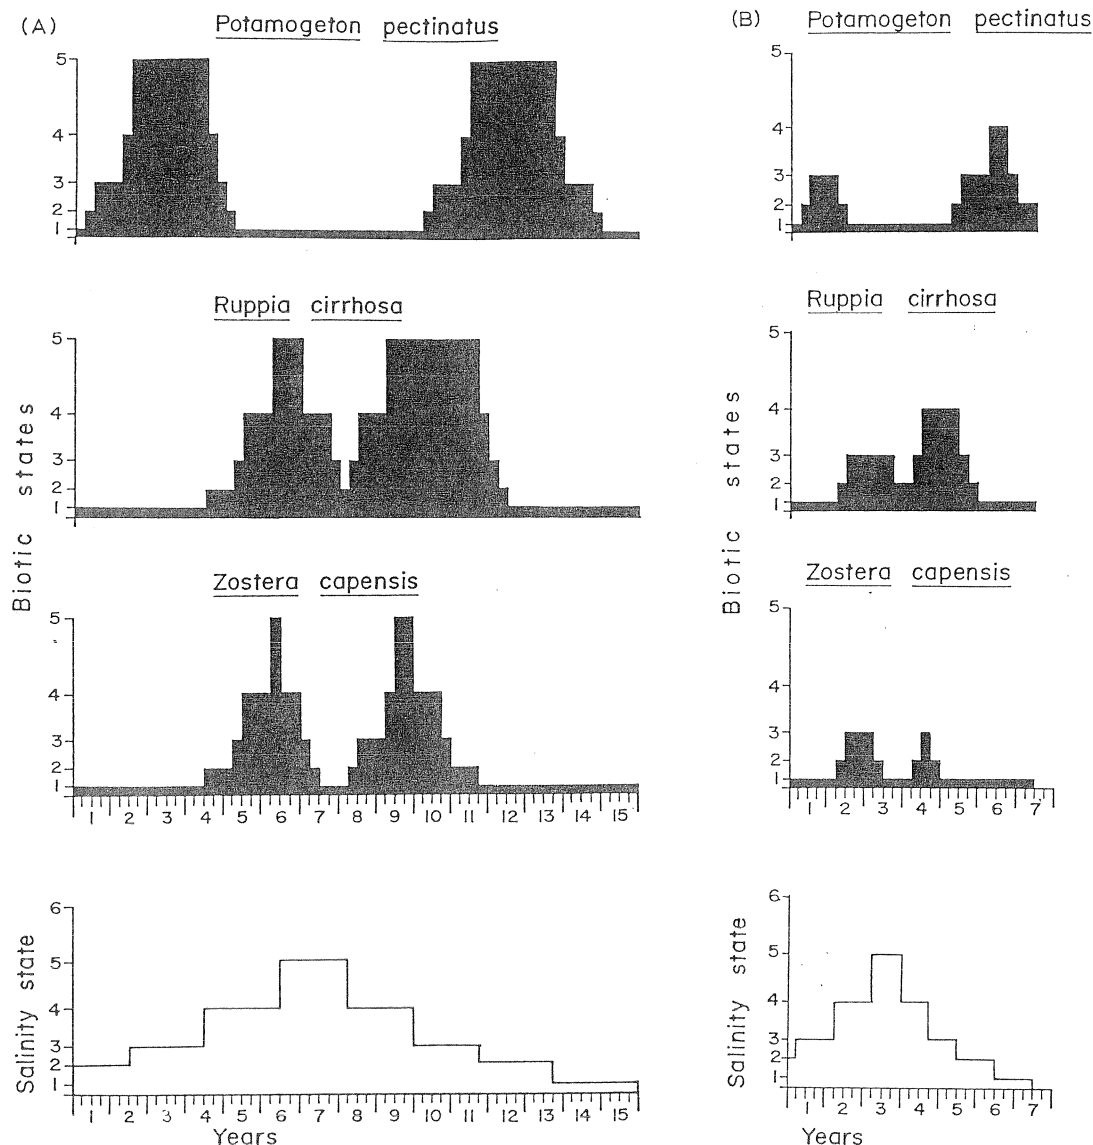 (A)
Potamogeton pectinatus
5
4
3
2
1
Ruppia cirrhosa
5
4
3
2
1
Zostera capensis
5
4
3
2
1
1 2 3 4 5 6 7 8 9 10 11 12 13 14 15
Biotic states
6
5
4
3
2
1
Salinity state
1 2 3 4 5 6 7 8 9 10 11 12 13 14 15
Years
(B)
Potamogeton pectinatus
5
4
3
2
1
Ruppia cirrhosa
5
4
3
2
1
Zostera capensis
5
4
3
2
1
1 2 3 4 5 6 7
Biotic states
6
5
4
3
2
1
Salinity state
1 2 3 4 5 6 7
Years